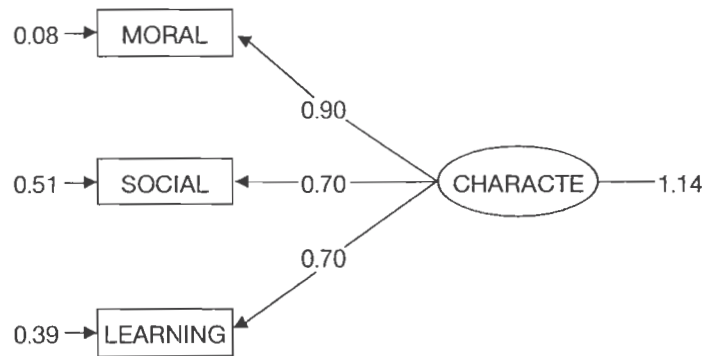 0.08 MORAL
0.90
0.51 SOCIAL 0.70 CHARACTE 1.14
0.70
0.39 LEARNING